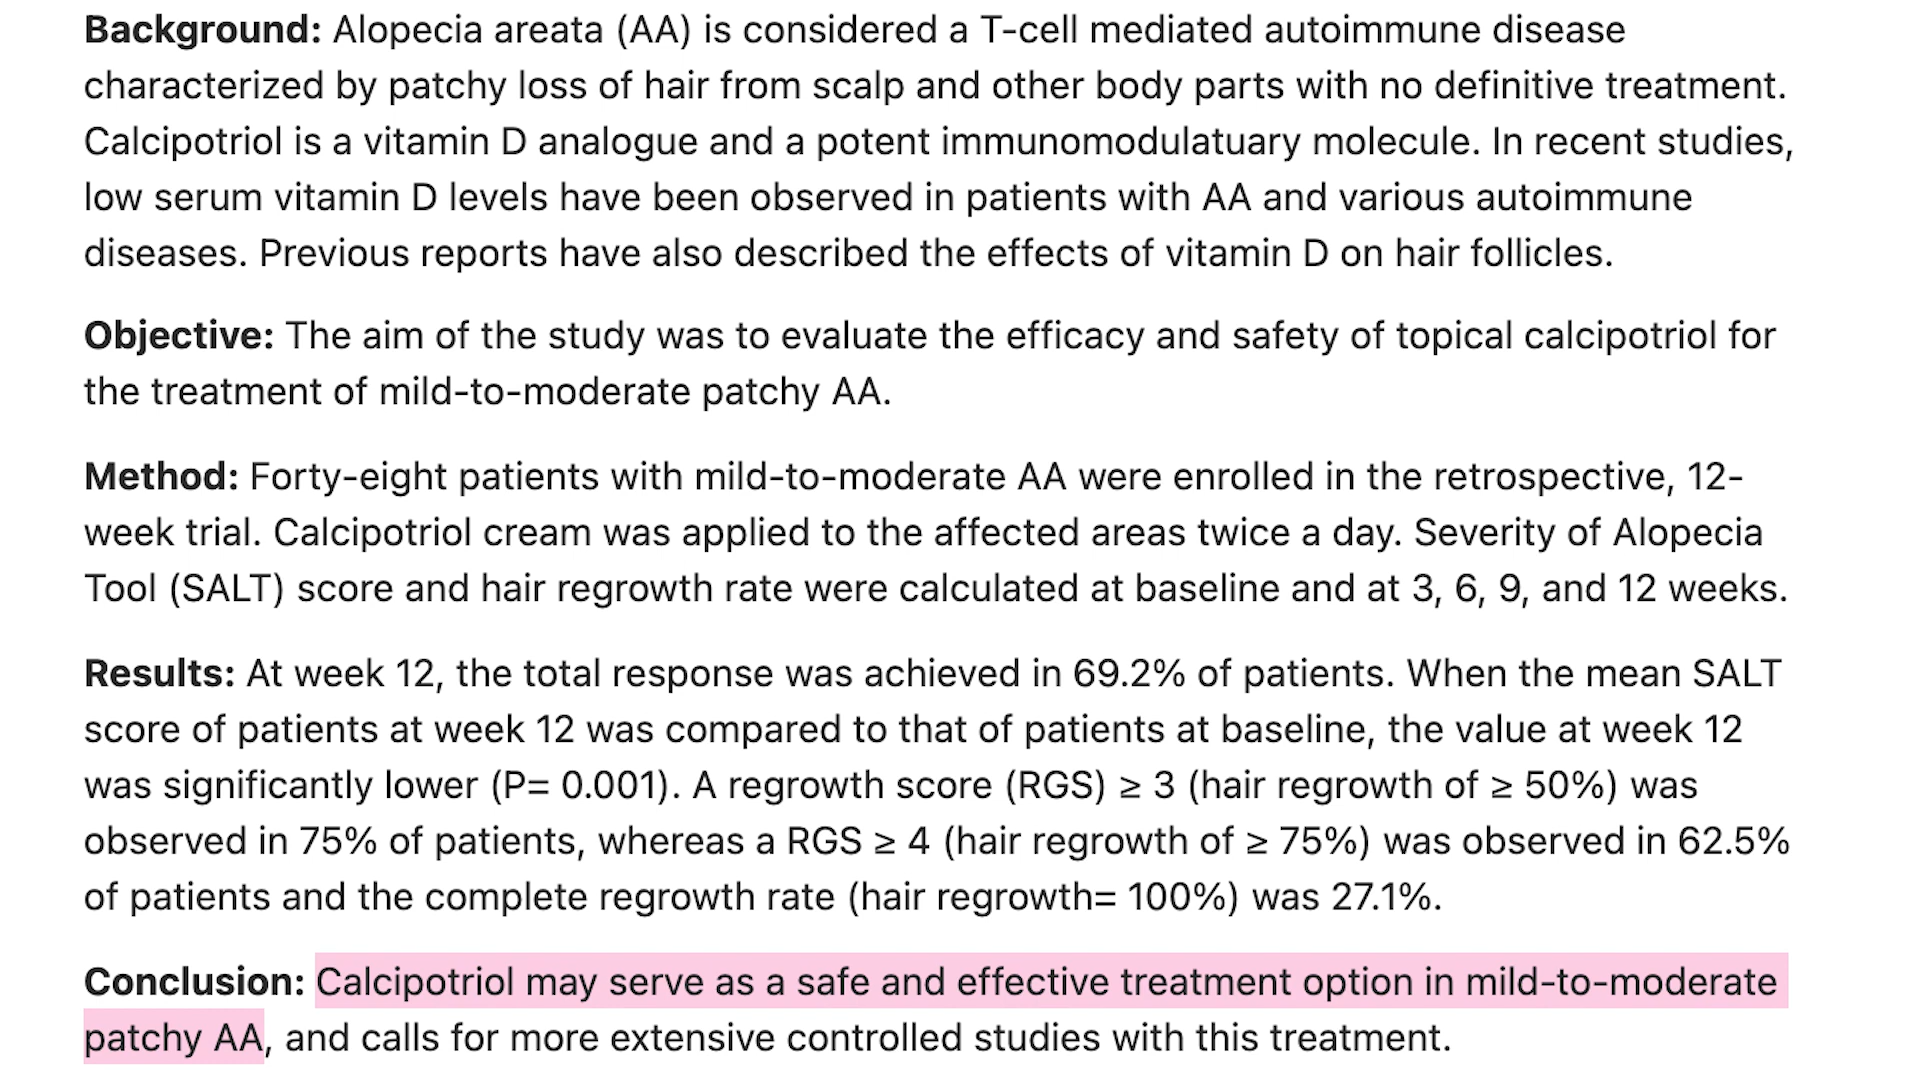 Background: Alopecia areata (AA) is considered a T-cell mediated autoimmune disease
characterized by patchy loss of hair from scalp and other body parts with no definitive treatment.
Calcipotriol is a vitamin D analogue and a potent immunomodulatuary molecule. In recent studies,
low serum vitamin D levels have been observed in patients with AA and various autoimmune
diseases. Previous reports have also described the effects of vitamin D on hair follicles.
Objective: The aim of the study was to evaluate the efficacy and safety of topical calcipotriol for
the treatment of mild-to-moderate patchy AA.
Method: Forty-eight patients with mild-to-moderate AA were enrolled in the retrospective, 12-
week trial. Calcipotriol cream was applied to the affected areas twice a day. Severity of Alopecia
Tool (SALT) score and hair regrowth rate were calculated at baseline and at 3, 6, 9, and 12 weeks.
Results: At week 12, the total response was achieved in 69.2% of patients. When the mean SALT
score of patients at week 12 was compared to that of patients at baseline, the value at week 12
was significantly lower (P= 0.001). A regrowth score (RGS) ≥ 3 (hair regrowth of ≥ 50%) was
observed in 75% of patients, whereas a RGS ≥ 4 (hair regrowth of ≥ 75%) was observed in 62.5%
of patients and the complete regrowth rate (hair regrowth= 100%) was 27.1%.
Conclusion: Calcipotriol may serve as a safe and effective treatment option in mild-to-moderate
patchy AA, and calls for more extensive controlled studies with this treatment.